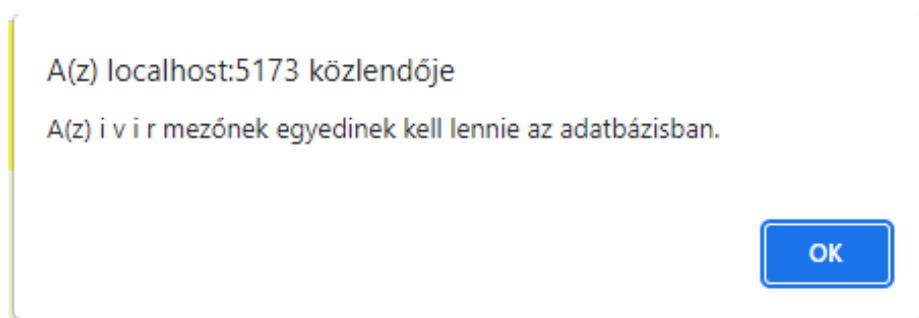 A(z) localhost:5173 közlendője
A(z) i v i r mezőnek egyedinek kell lennie az adatbázisban.
OK